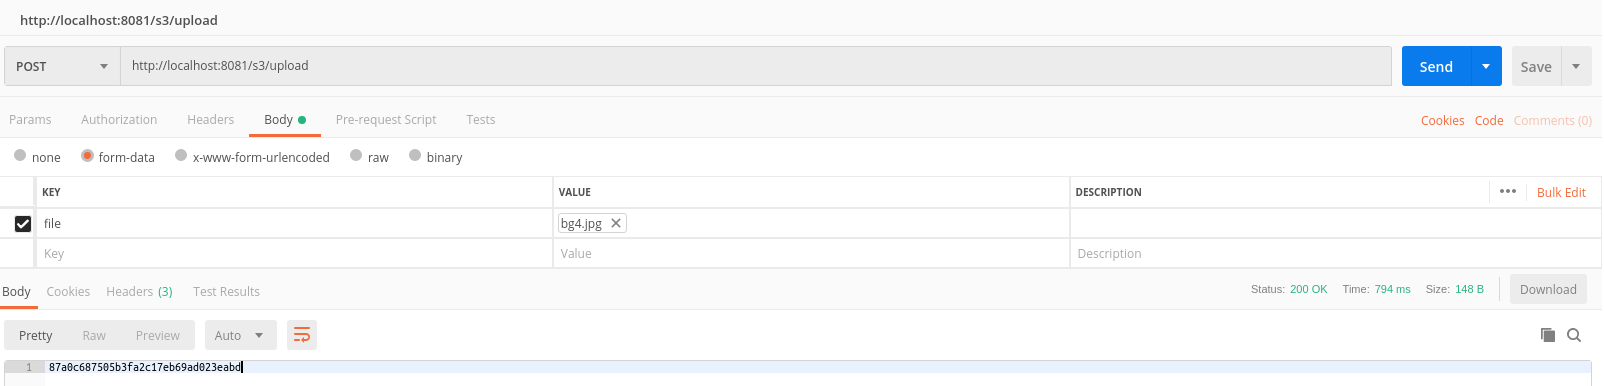 http://localhost:8081/s3/upload
POST http://localhost:8081/s3/upload Send Save
Params Authorization Headers Body Pre-request Script Tests Cookies Code Comments (0)
none form-data x-www-form-urlencoded raw binary
KEY VALUE DESCRIPTION ••• Bulk Edit
file bg4.jpg
Key Value Description
Body Cookies Headers (3) Test Results Status: 200 OK Time: 794 ms Size: 148 B Download
Pretty Raw Preview Auto
1 87a0c687505b3fa2c17eb69ad023eabd